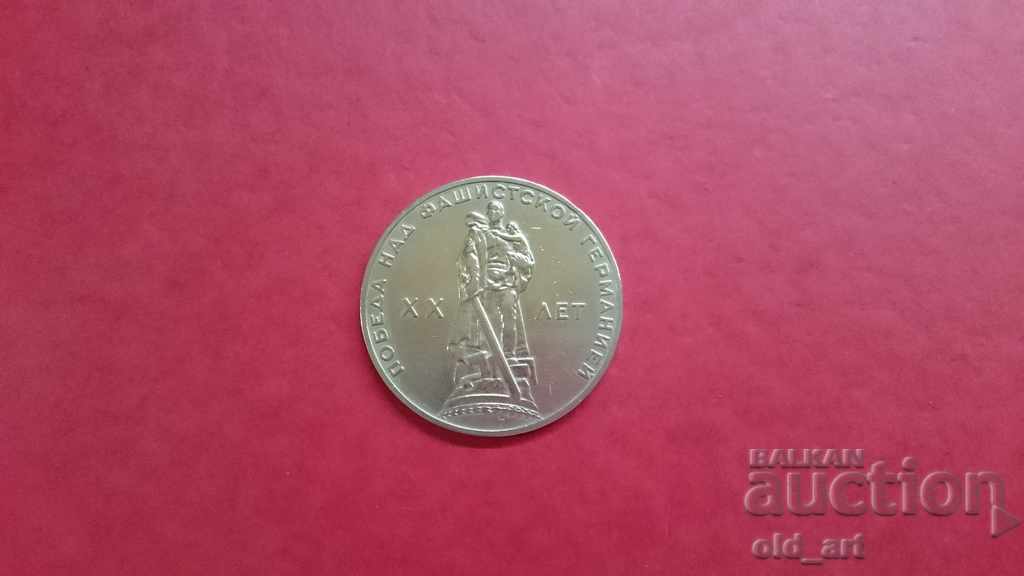 ПОБЕДА НАД ФАШИСТСКОЙ ГЕРМАНИЕЙ
XX ЛЕТ
BALKAN
auction
old_art